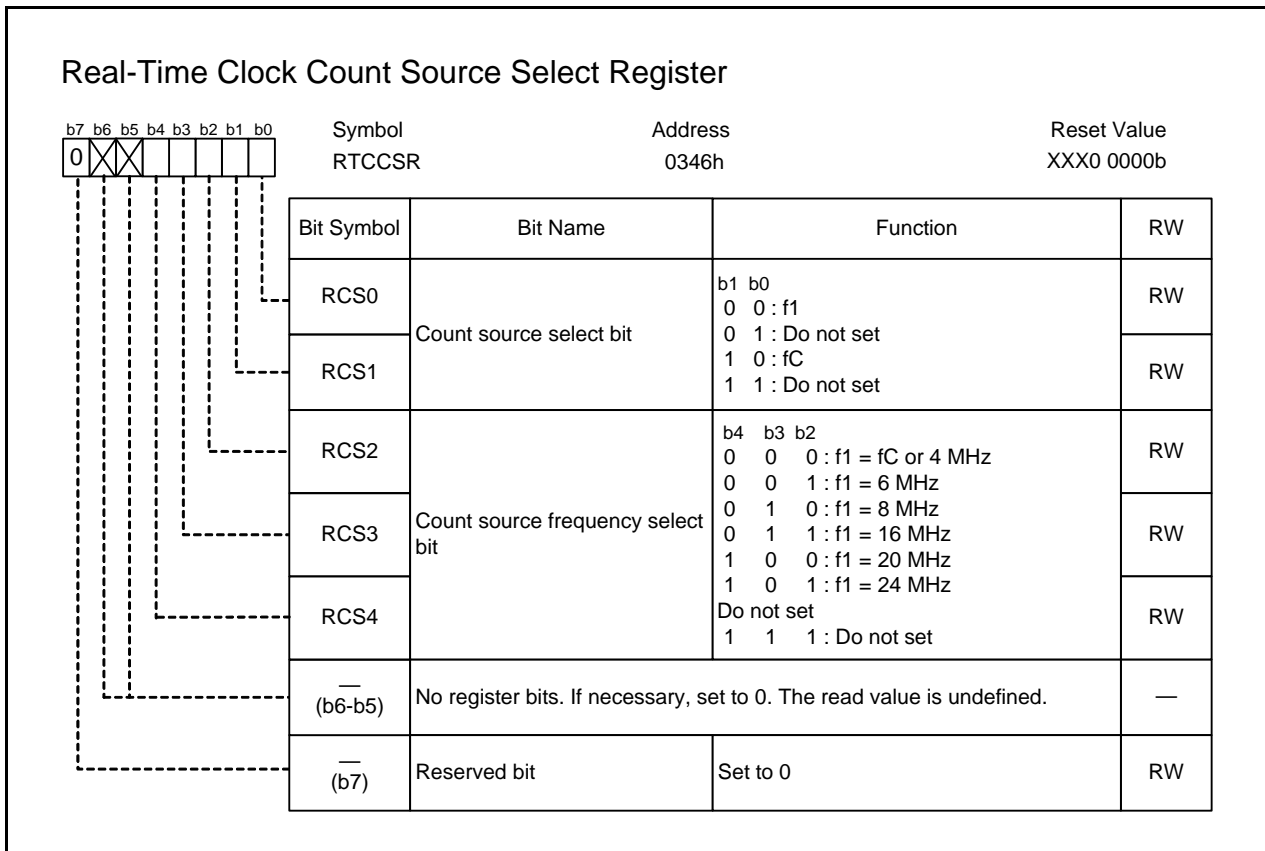 Real-Time Clock Count Source Select Register
b7 b6 b5 b4 b3 b2 b1 b0
0
Symbol Address Reset Value
RTCCSR 0346h XXX0 0000b
Bit Symbol Bit Name Function RW
RCS0
RCS1
Count source select bit
b1 b0
0 0 : f1
0 1 : Do not set
1 0 : fC
1 1 : Do not set
RW
RW
RCS2
RCS3
RCS4
Count source frequency select
bit
b4 b3 b2
0 0 0 : f1 = fC or 4 MHz
0 0 1 : f1 = 6 MHz
0 1 0 : f1 = 8 MHz
0 1 1 : f1 = 16 MHz
1 0 0 : f1 = 20 MHz
1 0 1 : f1 = 24 MHz
Do not set
1 1 1 : Do not set
RW
RW
RW
—
(b6-b5)
No register bits. If necessary, set to 0. The read value is undefined.
—
—
(b7)
Reserved bit
Set to 0
RW